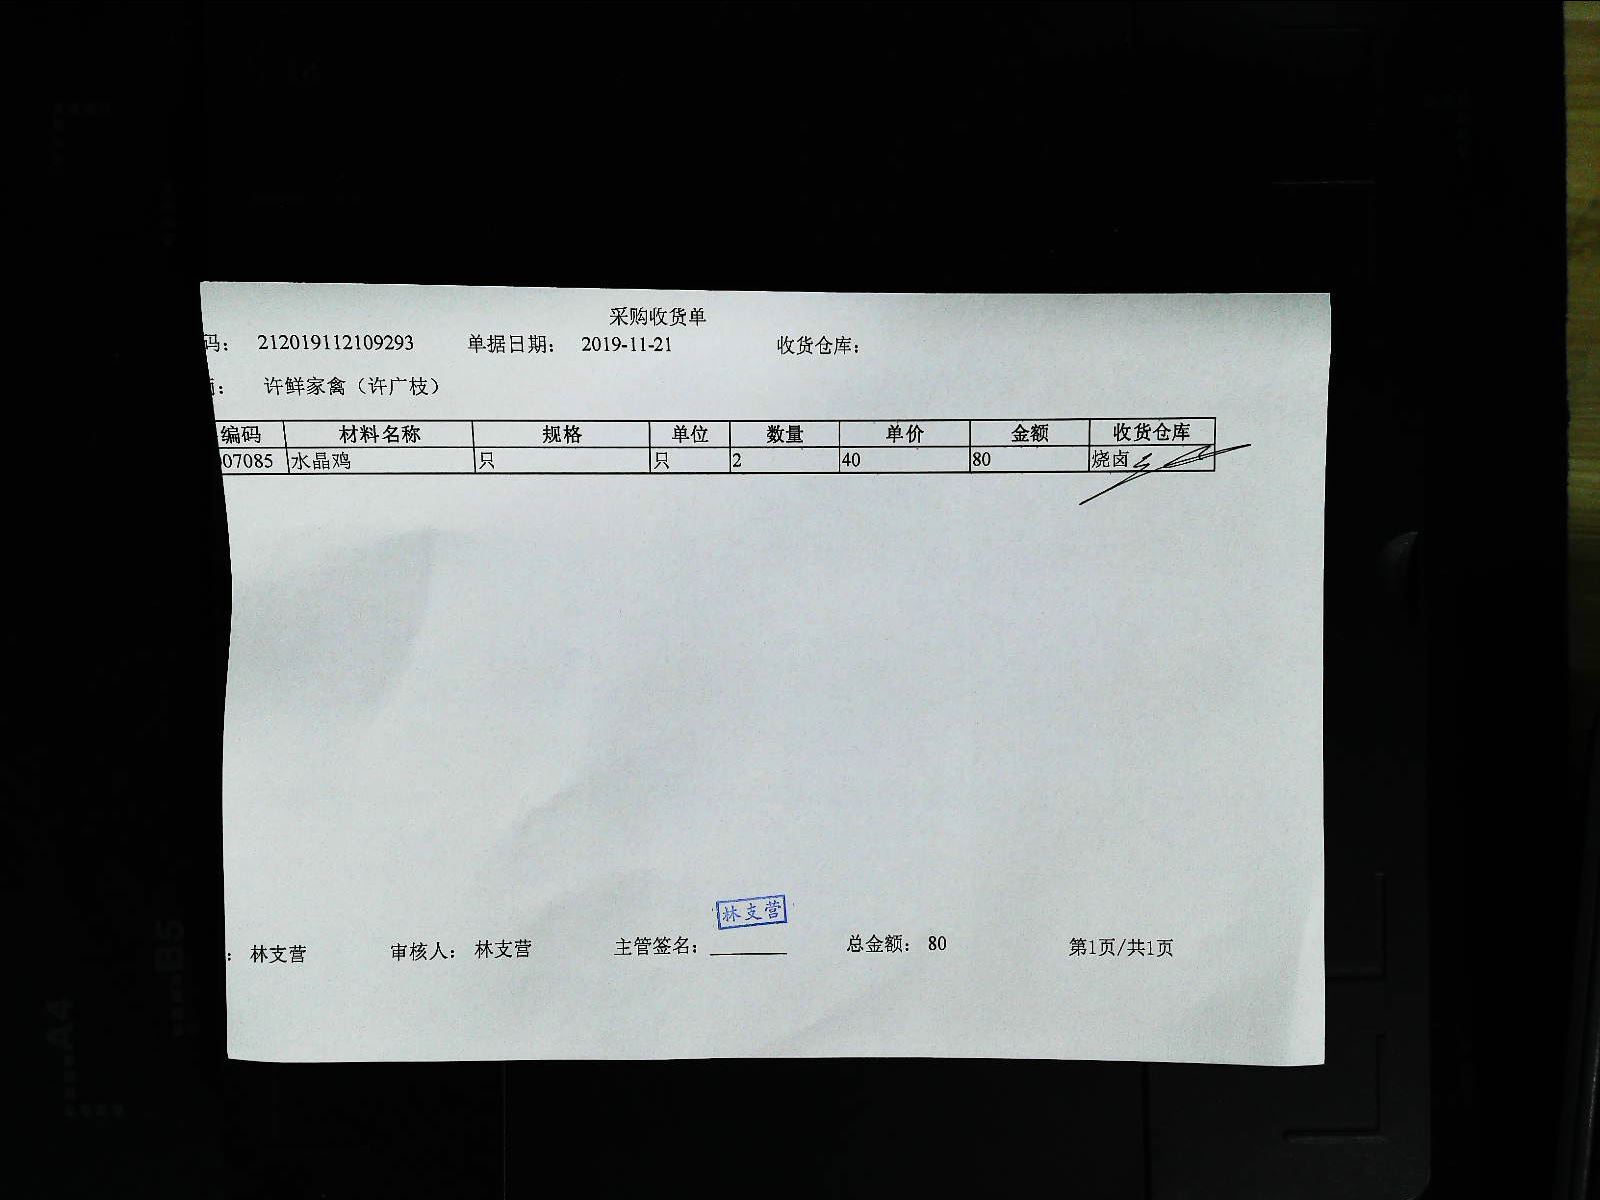 采购收货单
码: 212019112109293 单据日期: 2019-11-21 收货仓库:
: 许鲜家禽（许广枝）
编码 材料名称 规格 单位 数量 单价 金额 收货仓库
07085 水晶鸡 只 只 2 40 80 烧卤
林支营
: 林支营 审核人: 林支营 主管签名: 总金额: 80 第1页/共1页
A4
B5